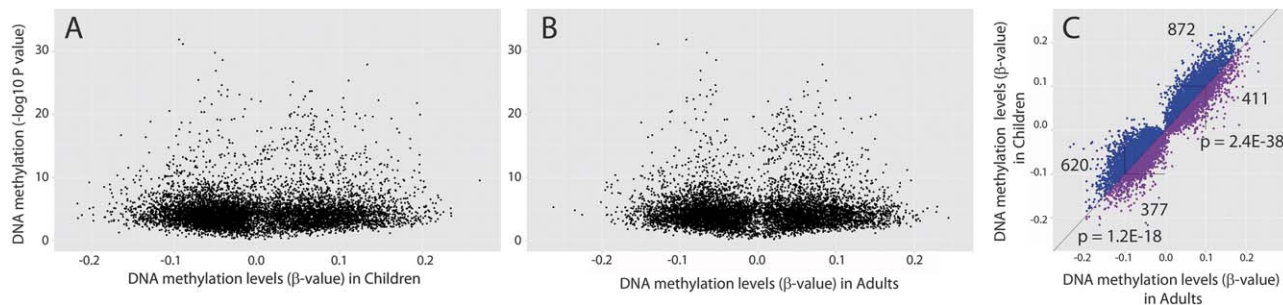 A
DNA methylation (-log10 P value)
30
20
10
0
-0.2
-0.1
0.0
0.1
0.2
DNA methylation levels (β-value) in Children
B
30
20
10
0
-0.2
-0.1
0.0
0.1
0.2
DNA methylation levels (β-value) in Adults
C
DNA methylation levels (β-value)
in Children
0.2
0.1
0.0
-0.1
-0.2
872
411
p = 2.4E-38
620
377
p = 1.2E-18
-0.2
-0.1
0.0
0.1
0.2
DNA methylation levels (β-value)
in Adults